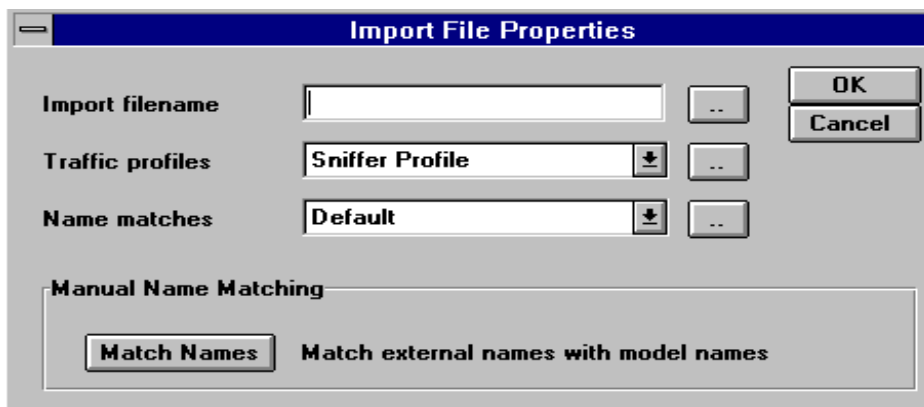 Import File Properties
Import filename
..
OK
Cancel
Traffic profiles
Sniffer Profile
..
Name matches
Default
..
Manual Name Matching
Match Names
Match external names with model names